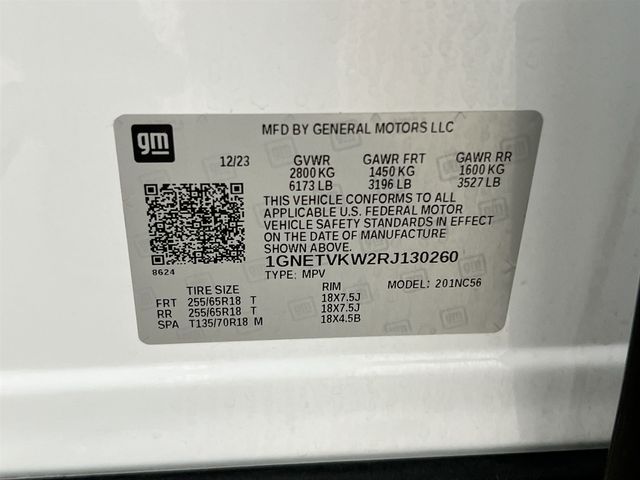 gm
MFD BY GENERAL MOTORS LLC
12/23 GVWR GAWR FRT GAWR RR
2800 KG 1450 KG 1600 KG
6173 LB 3196 LB 3527 LB
THIS VEHICLE CONFORMS TO ALL
APPLICABLE U.S. FEDERAL MOTOR
VEHICLE SAFETY STANDARDS IN EFFECT
ON THE DATE OF MANUFACTURE
SHOWN ABOVE.
8624
1GNETVKW2RJ130260
TYPE: MPV MODEL: 201NC56
TIRE SIZE RIM
FRT 255/65R18 T 18X7.5J
RR 255/65R18 T 18X7.5J
SPA T135/70R18 M 18X4.5B